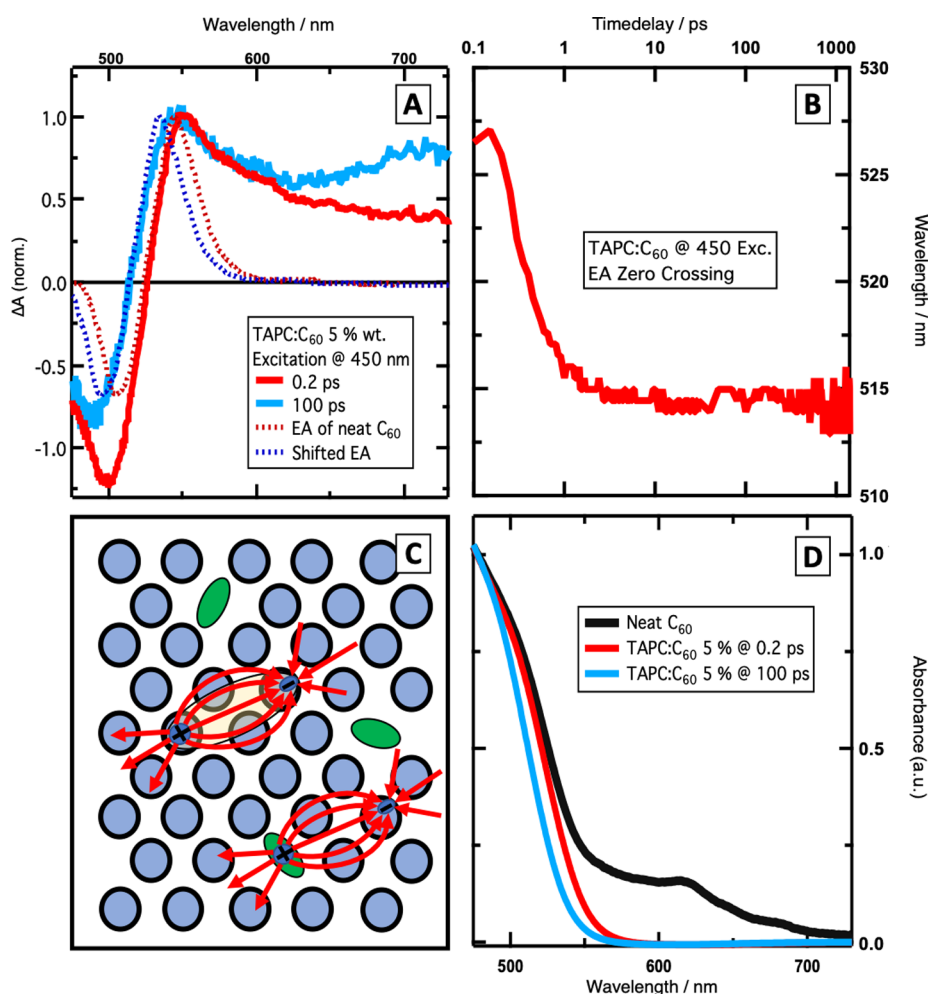 Wavelength / nm
500 600 700
A
1.0
0.5
0.0
-0.5
-1.0
ΔA (norm.)
TAPC:C60 5 % wt.
Excitation @ 450 nm
0.2 ps
100 ps
EA of neat C60
Shifted EA
Timedelay / ps
0.1 1 10 100 1000
B
530
525
520
515
510
Wavelength / nm
TAPC:C60 @ 450 Exc.
EA Zero Crossing
C
+
−
+
−
D
1.0
0.5
0.0
Absorbance (a.u.)
Neat C60
TAPC:C60 5 % @ 0.2 ps
TAPC:C60 5 % @ 100 ps
500 600 700
Wavelength / nm